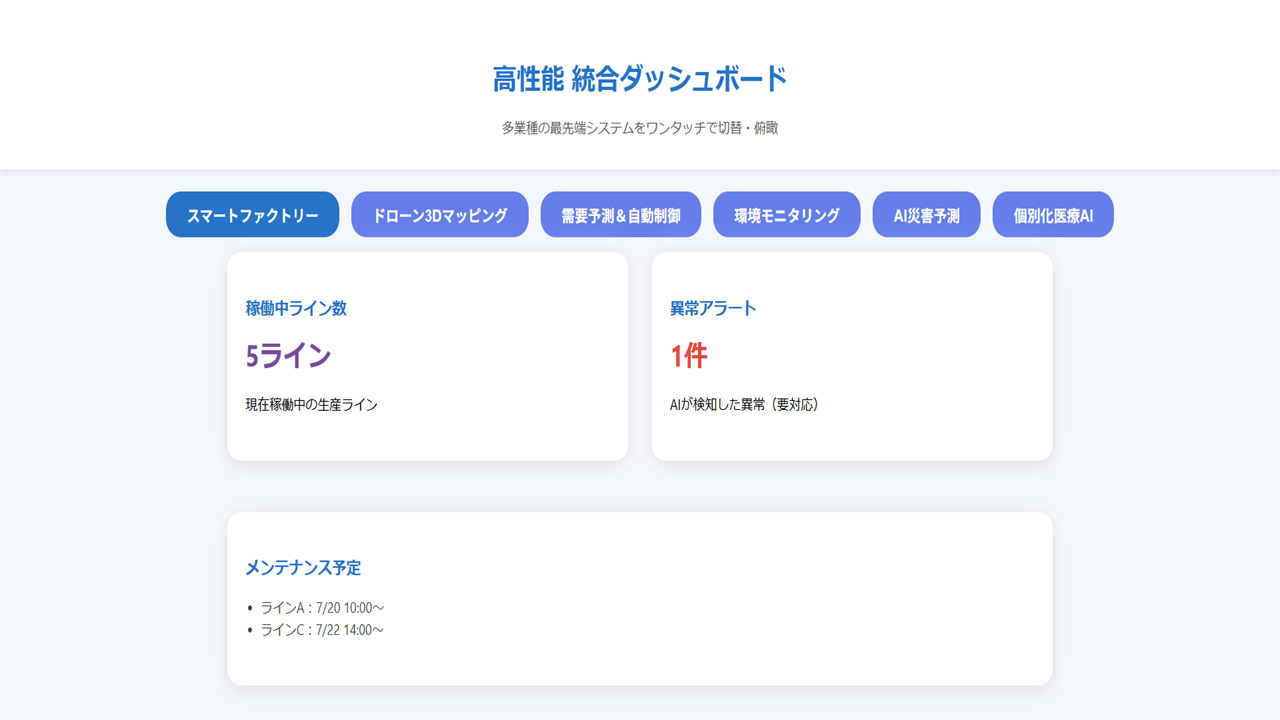 高性能 統合ダッシュボード
多業種の最先端システムをワンタッチで切替・俯瞰
スマートファクトリー
ドローン3Dマッピング
需要予測＆自動制御
環境モニタリング
AI災害予測
個別化医療AI
稼働中ライン数
5ライン
現在稼働中の生産ライン
異常アラート
1件
AIが検知した異常（要対応）
メンテナンス予定
• ラインA：7/20 10:00～
• ラインC：7/22 14:00～